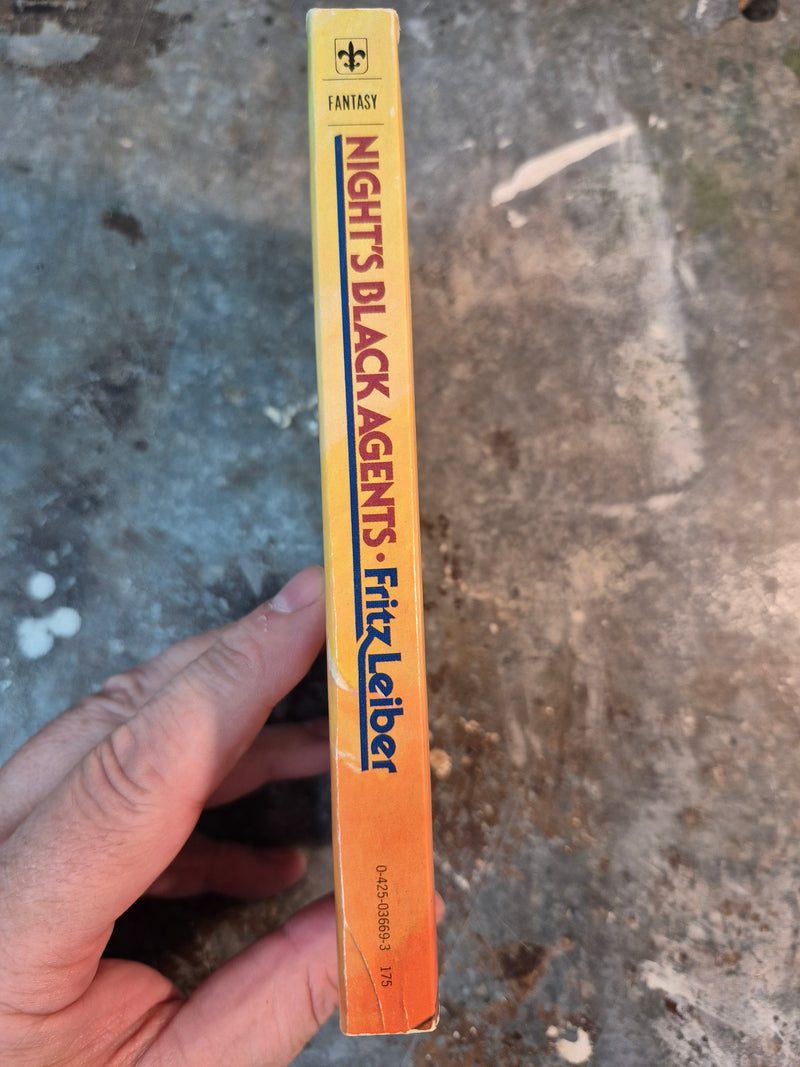 FANTASY
NIGHT'S BLACK AGENTS • Fritz Leiber
0-425-03669-3 175